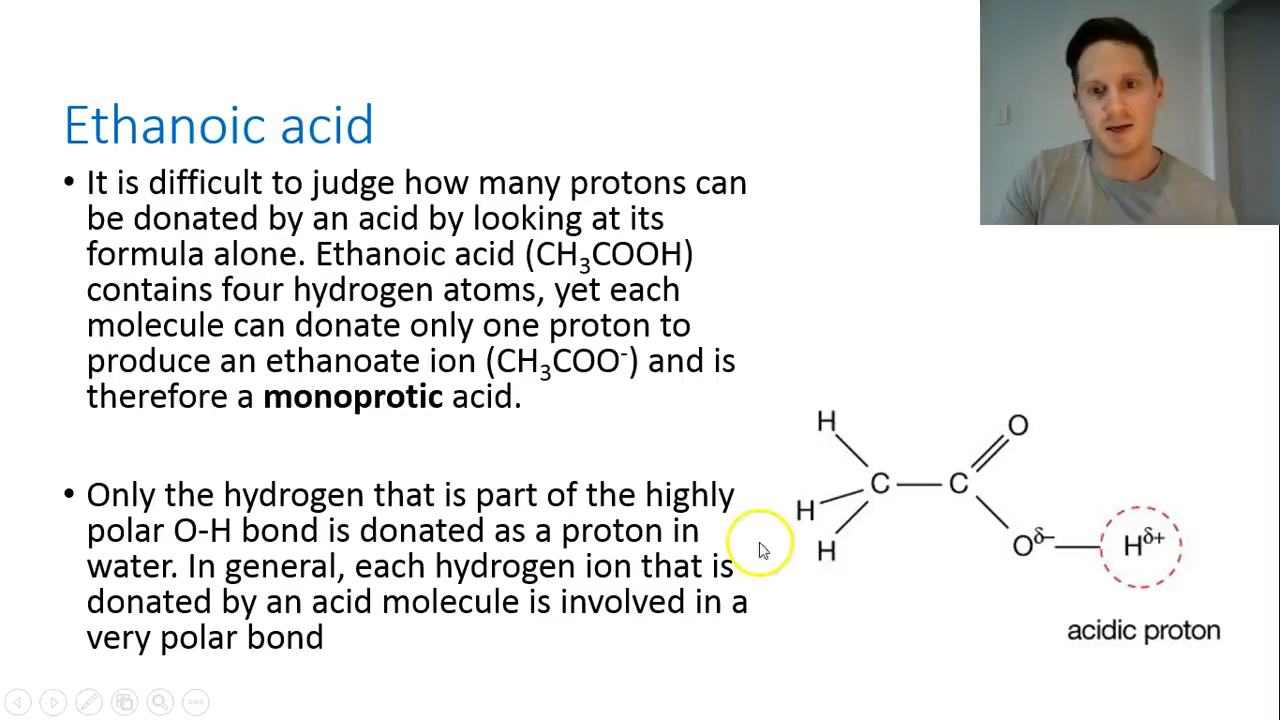 Ethanoic acid
• It is difficult to judge how many protons can
be donated by an acid by looking at its
formula alone. Ethanoic acid (CH₃COOH)
contains four hydrogen atoms, yet each
molecule can donate only one proton to
produce an ethanoate ion (CH₃COO⁻) and is
therefore a monoprotic acid.
• Only the hydrogen that is part of the highly
polar O-H bond is donated as a proton in
water. In general, each hydrogen ion that is
donated by an acid molecule is involved in a
very polar bond
H O
C C
H
H O δ− H δ+
acidic proton